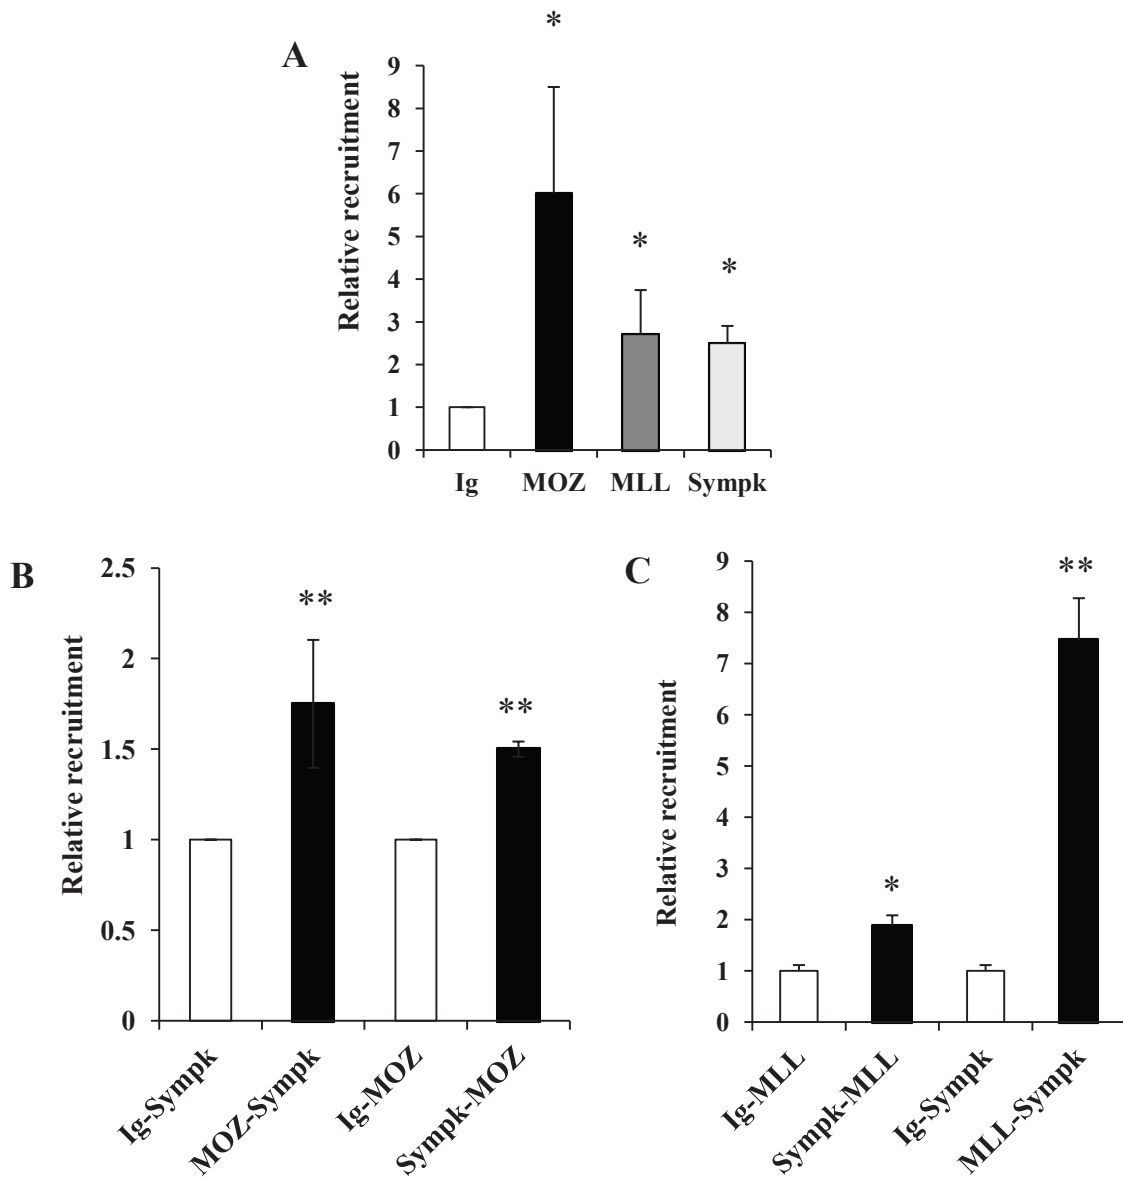 A
*
Relative recruitment
9
8
7
6
5
4
3
2
1
0
*
*
Ig MOZ MLL Sympk
B
Relative recruitment
2.5
2
1.5
1
0.5
0
**
**
Ig-Sympk
MOZ-Sympk
Ig-MOZ
Sympk-MOZ
C
Relative recruitment
9
8
7
6
5
4
3
2
1
0
*
**
Ig-MLL
Sympk-MLL
Ig-Sympk
MLL-Sympk